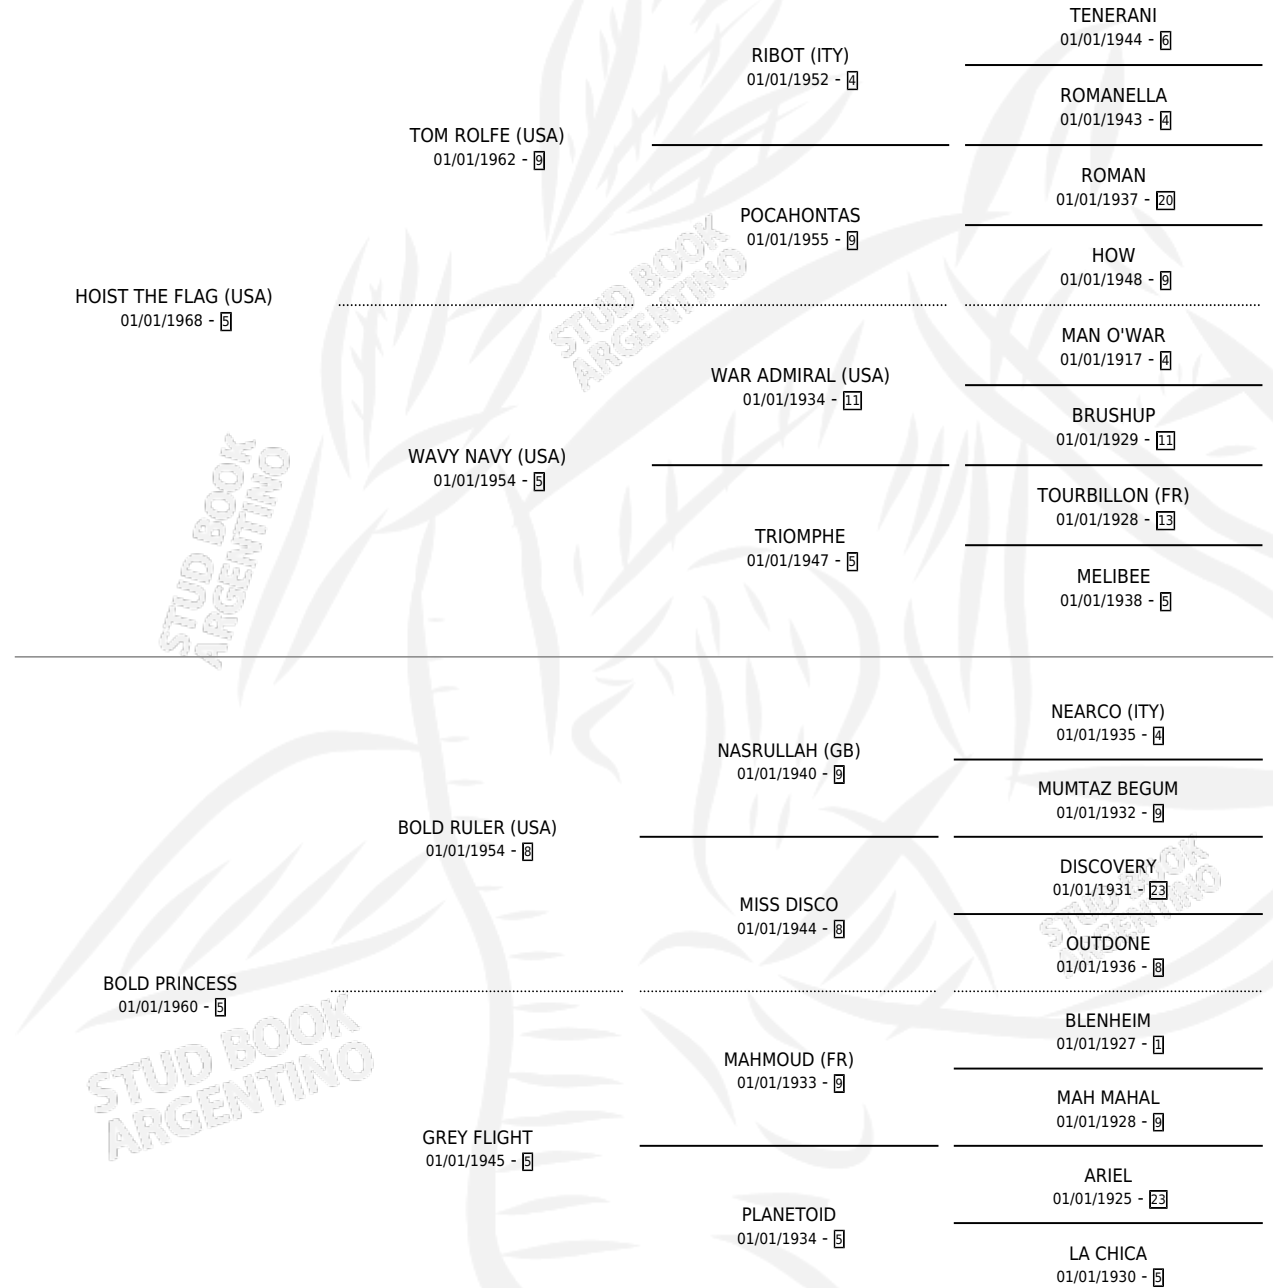 TENERANI
01/01/1944 - 6
RIBOT (ITY)
01/01/1952 - 4
ROMANELLA
01/01/1943 - 4
TOM ROLFE (USA)
01/01/1962 - 9
ROMAN
01/01/1937 - 20
POCAHONTAS
01/01/1955 - 9
HOW
01/01/1948 - 9
HOIST THE FLAG (USA)
01/01/1968 - 5
STUD BOOK
ARGENTINO
MAN O'WAR
01/01/1917 - 4
WAR ADMIRAL (USA)
01/01/1934 - 11
BRUSHUP
01/01/1929 - 11
WAVY NAVY (USA)
01/01/1954 - 5
TOURBILLON (FR)
01/01/1928 - 13
TRIOMPHE
01/01/1947 - 5
MELIBEE
01/01/1938 - 5
STUD BOOK
ARGENTINO
NEARCO (ITY)
01/01/1935 - 4
NASRULLAH (GB)
01/01/1940 - 9
MUMTAZ BEGUM
01/01/1932 - 9
BOLD RULER (USA)
01/01/1954 - 8
DISCOVERY
01/01/1931 - 23
MISS DISCO
01/01/1944 - 8
STUD BOOK
ARGENTINO
OUTDONE
01/01/1936 - 8
BOLD PRINCESS
01/01/1960 - 5
BLENHEIM
01/01/1927 - 1
MAHMOUD (FR)
01/01/1933 - 9
STUD BOOK
ARGENTINO
MAH MAHAL
01/01/1928 - 9
GREY FLIGHT
01/01/1945 - 5
ARIEL
01/01/1925 - 23
PLANETOID
01/01/1934 - 5
LA CHICA
01/01/1930 - 5